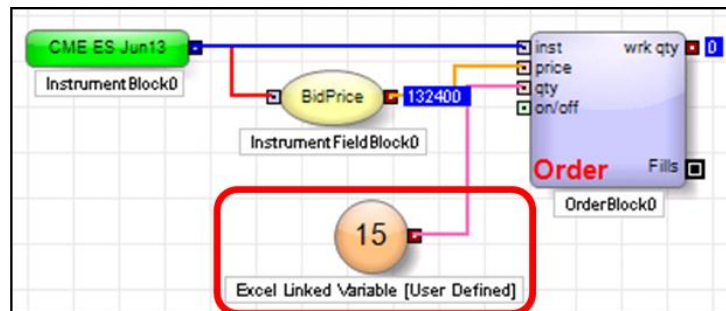 CME ES Jun13
InstrumentBlock0
BidPrice
132400
InstrumentFieldBlock0
inst
wrk qty
0
price
qty
on/off
Order
Fills
OrderBlock0
15
Excel Linked Variable [User Defined]